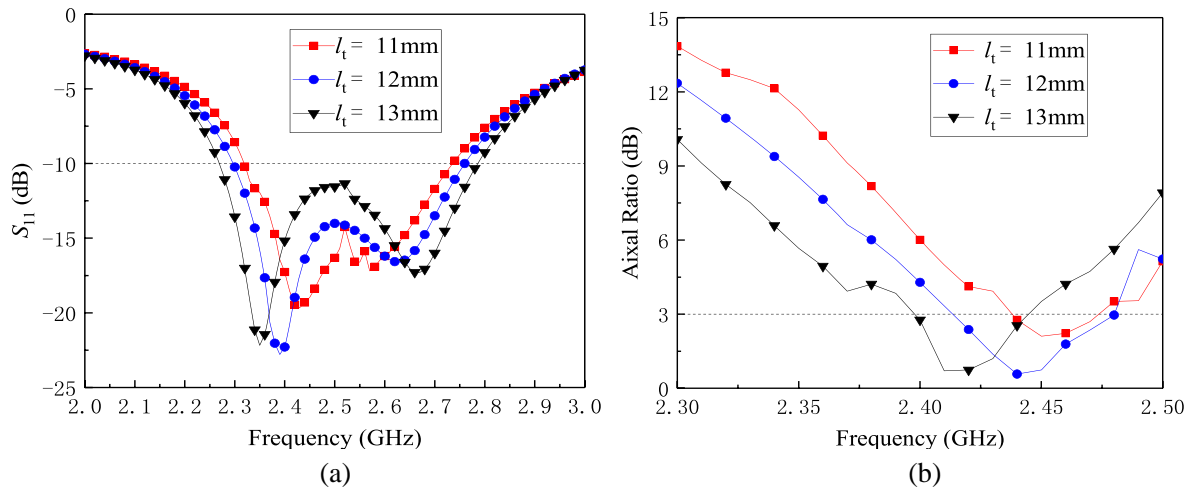 0
−5
−10
−15
−20
−25
S11 (dB)
2.0 2.1 2.2 2.3 2.4 2.5 2.6 2.7 2.8 2.9 3.0
Frequency (GHz)
lt = 11mm
lt = 12mm
lt = 13mm
(a)
15
12
9
6
3
0
Aixal Ratio (dB)
2.30 2.35 2.40 2.45 2.50
Frequency (GHz)
lt = 11mm
lt = 12mm
lt = 13mm
(b)